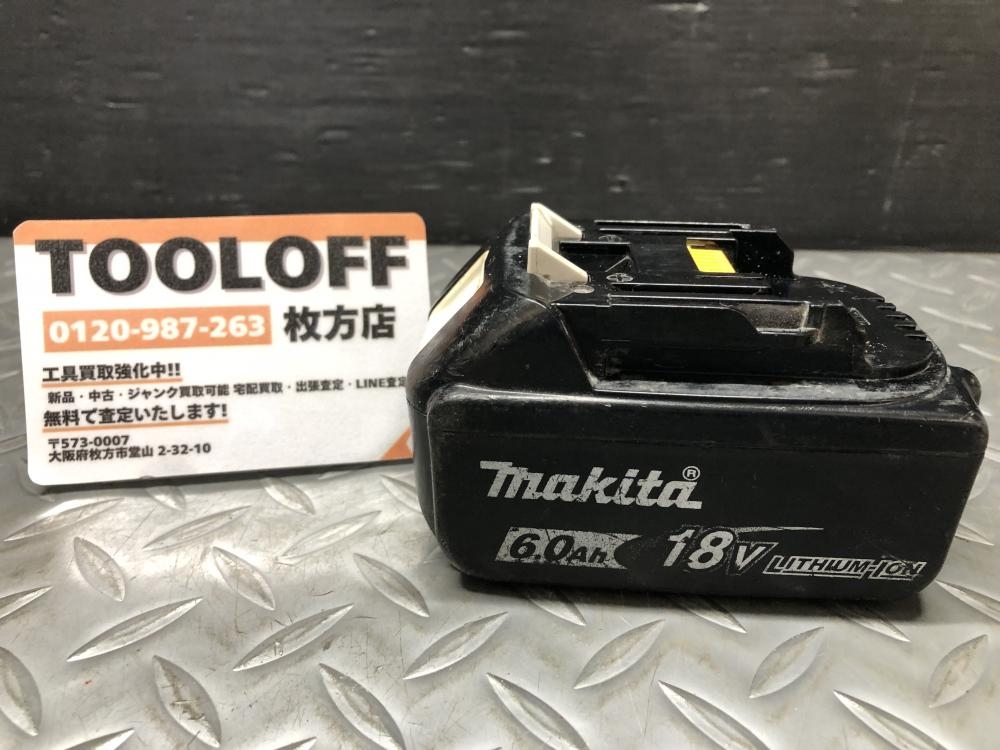 TOOLOFF
0120-987-263 枚方店
工具買取強化中!!
新品・中古・ジャンク買取可能 宅配買取・出張査定・LINE査定
無料で査定いたします!
〒573-0007
大阪府枚方市堂山 2-32-10
makita®
6.0Ah 18V LITHIUM-ION